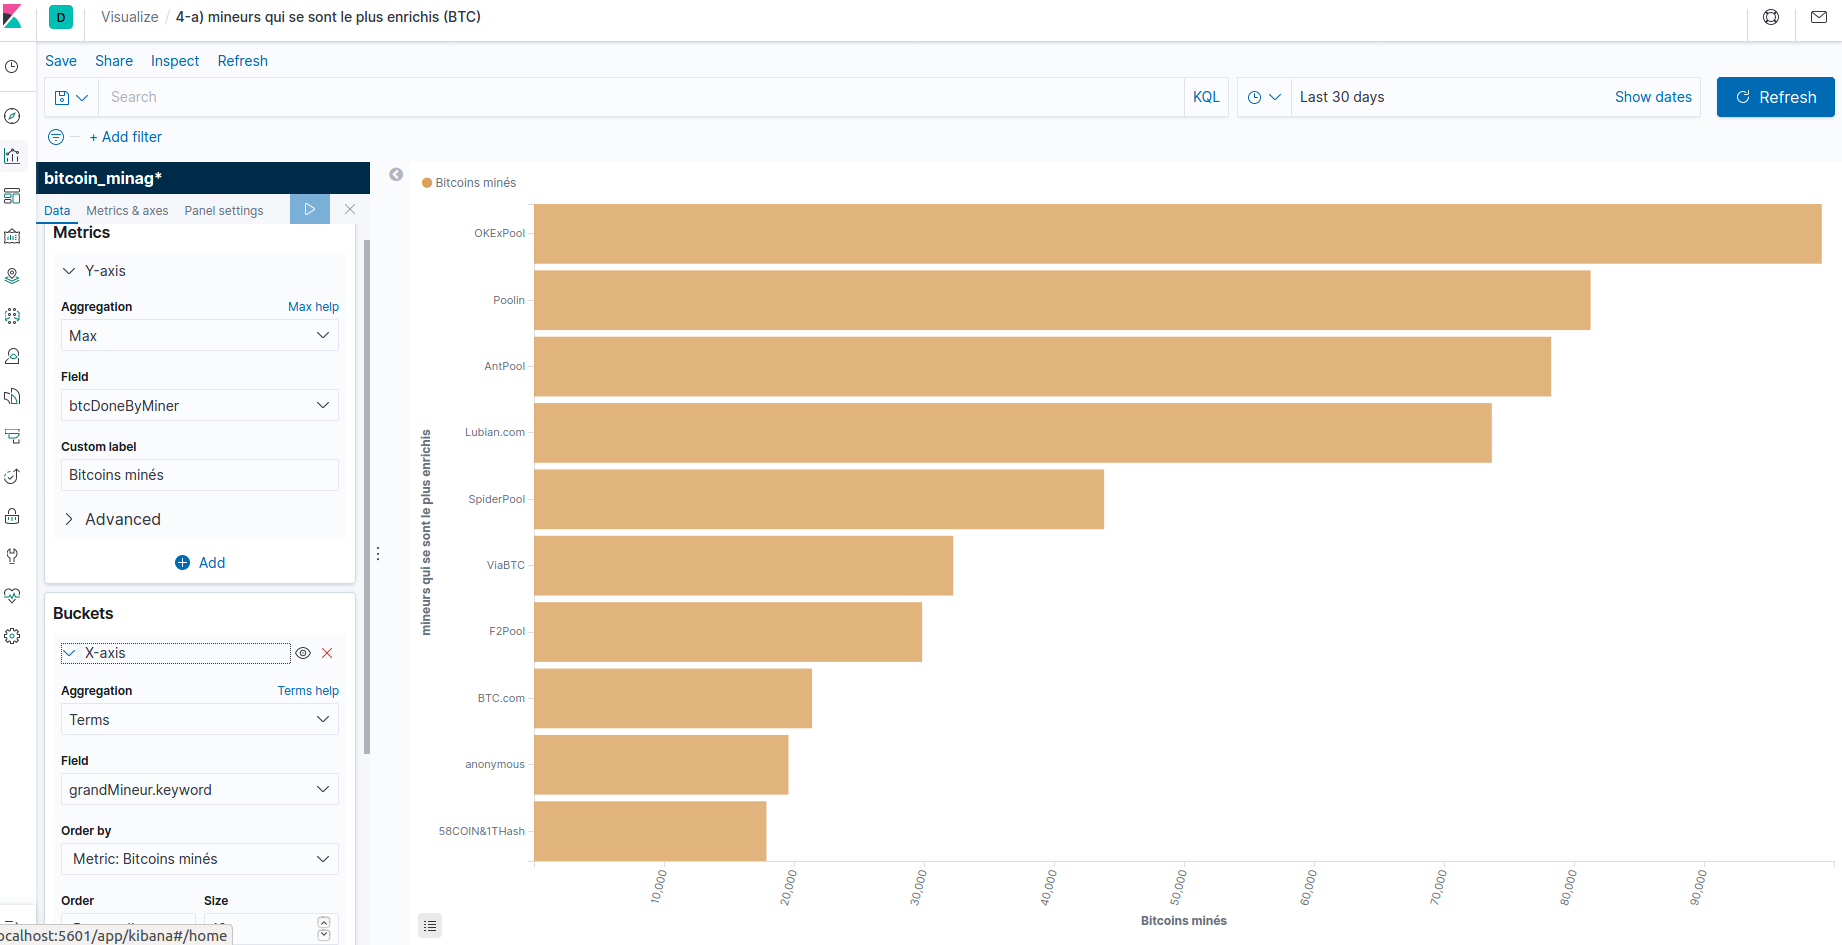 D Visualize / 4-a) mineurs qui se sont le plus enrichis (BTC)
Save Share Inspect Refresh
Search KQL Last 30 days Show dates Refresh
+ Add filter
bitcoin_minag*
Data Metrics & axes Panel settings
Metrics
Y-axis
Aggregation Max help
Max
Field
btcDoneByMiner
Custom label
Bitcoins minés
Advanced
Add
Buckets
X-axis
Aggregation Terms help
Terms
Field
grandMineur.keyword
Order by
Metric: Bitcoins minés
Order Size
ocalhost:5601/app/kibana#/home
Bitcoins minés
mineurs qui se sont le plus enrichis
OKExPool
Poolin
AntPool
Lubian.com
SpiderPool
ViaBTC
F2Pool
BTC.com
anonymous
58COIN&1THash
10,000 20,000 30,000 40,000 50,000 60,000 70,000 80,000 90,000
Bitcoins minés